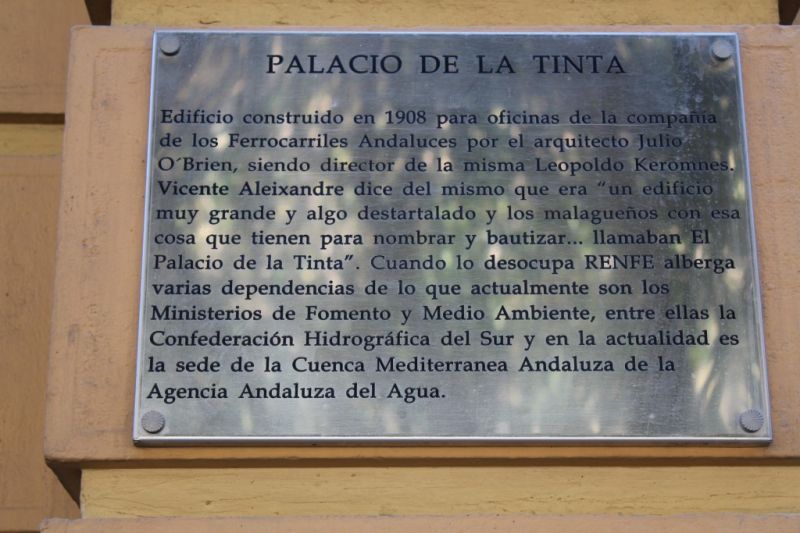 PALACIO DE LA TINTA
Edificio construido en 1908 para oficinas de la compañia
de los Ferrocarriles Andaluces por el arquitecto Julio
O´Brien, siendo director de la misma Leopoldo Keromnes.
Vicente Aleixandre dice del mismo que era “un edificio
muy grande y algo destartalado y los malagueños con esa
cosa que tienen para nombrar y bautizar... llamaban El
Palacio de la Tinta”. Cuando lo desocupa RENFE alberga
varias dependencias de lo que actualmente son los
Ministerios de Fomento y Medio Ambiente, entre ellas la
Confederación Hidrográfica del Sur y en la actualidad es
la sede de la Cuenca Mediterranea Andaluza de la
Agencia Andaluza del Agua.